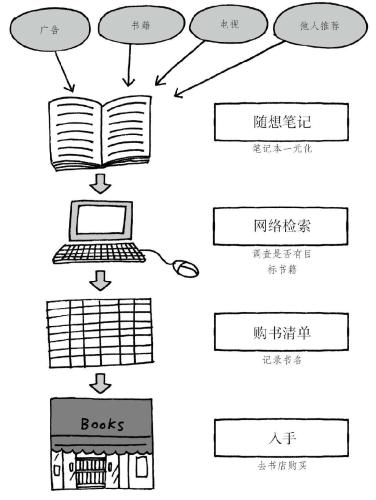 广告
书籍
电视
他人推荐
随想笔记
笔记本一元化
网络检索
调查是否有目
标书籍
购书清单
记录书名
Books
入手
去书店购买